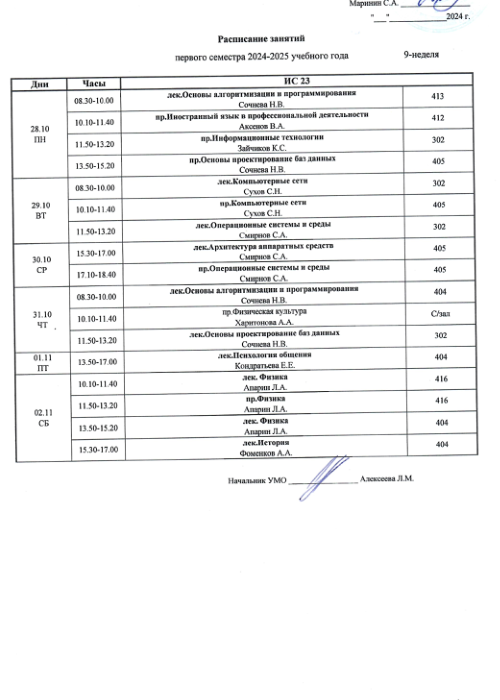 Маринин С.А.
"__"______________2024 г.
Расписание занятий
первого семестра 2024-2025 учебного года 9-неделя
Дни Часы ИС 23
28.10
ПН
08.30-10.00 лек.Основы алгоритмизации и программирования 413
Сочнева Н.В.
10.10-11.40 пр.Иностранный язык в профессиональной деятельности 412
Аксенов В.А.
11.50-13.20 пр.Информационные технологии 302
Зайчиков К.С.
13.50-15.20 пр.Основы проектирование баз данных 405
Сочнева Н.В.
29.10
ВТ
08.30-10.00 лек.Компьютерные сети 302
Сухов С.Н.
10.10-11.40 пр.Компьютерные сети 405
Сухов С.Н.
11.50-13.20 лек.Операционные системы и среды 302
Смирнов С.А.
30.10
СР
15.30-17.00 лек.Архитектура аппаратных средств 405
Смирнов С.А.
17.10-18.40 пр.Операционные системы и среды 405
Смирнов С.А.
31.10
ЧТ
08.30-10.00 лек.Основы алгоритмизации и программирования 404
Сочнева Н.В.
10.10-11.40 пр.Физическая культура С/зал
Харитонова А.А.
11.50-13.20 лек.Основы проектирование баз данных 302
Сочнева Н.В.
01.11
ПТ
13.50-17.00 лек.Психология общения 404
Кондратьева Е.Е.
02.11
СБ
10.10-11.40 лек. Физика 416
Апарин Л.А.
11.50-13.20 пр.Физика 416
Апарин Л.А.
13.50-15.20 лек. Физика 404
Апарин Л.А.
15.30-17.00 лек.История 404
Фоменков А.А.
Начальник УМО ______________ Алексеева Л.М.